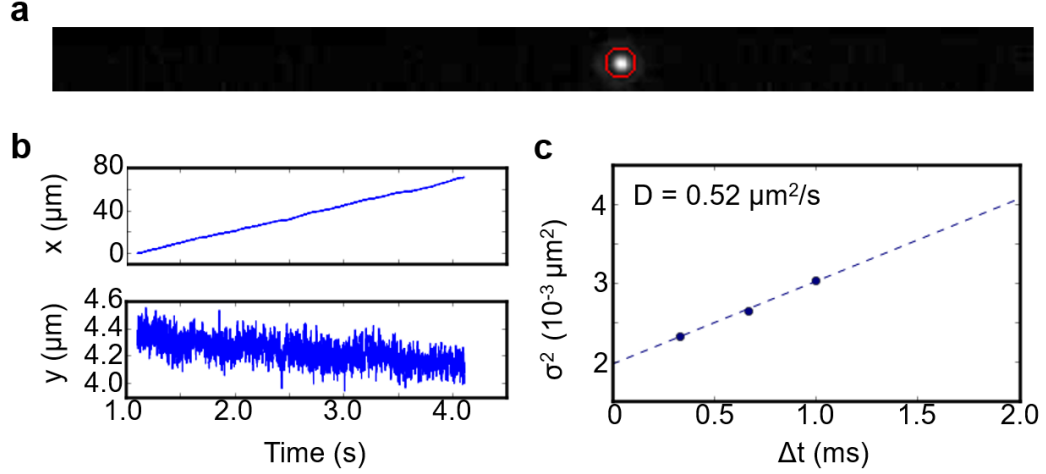 a
b
80
40
0
x (µm)
4.6
4.4
4.2
4.0
y (µm)
1.0 2.0 3.0 4.0
Time (s)
c
D = 0.52 µm²/s
4
3
2
σ² (10⁻³ µm²)
0 0.5 1.0 1.5 2.0
Δt (ms)